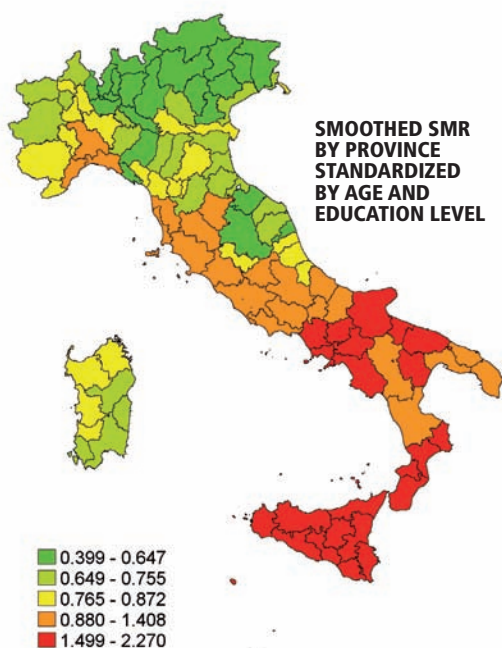 SMOOTHED SMR
BY PROVINCE
STANDARDIZED
BY AGE AND
EDUCATION LEVEL
0.399 - 0.647
0.649 - 0.755
0.765 - 0.872
0.880 - 1.408
1.499 - 2.270